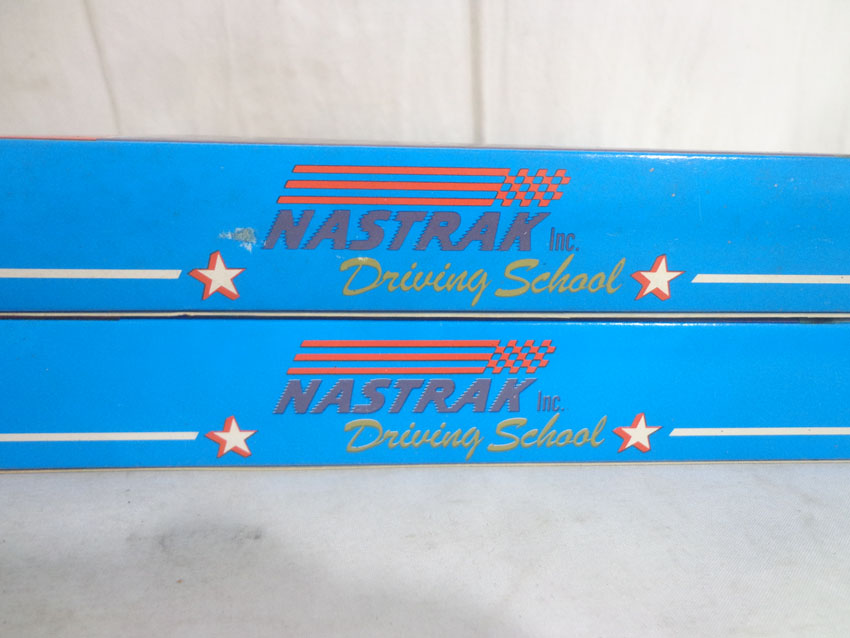 NASTRAK Inc.
Driving School
NASTRAK Inc.
Driving School